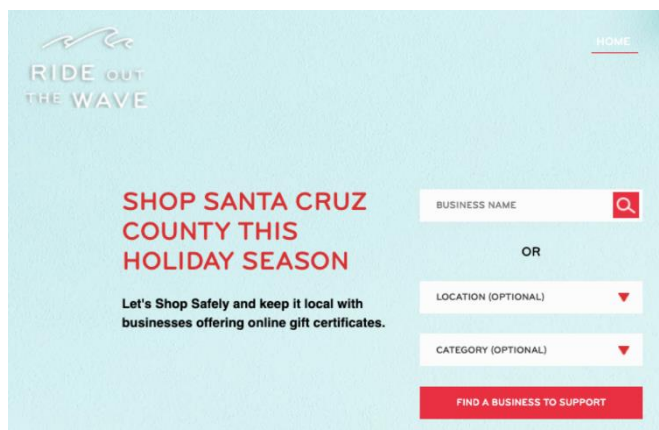 RIDE OUT
THE WAVE
HOME
SHOP SANTA CRUZ
COUNTY THIS
HOLIDAY SEASON
Let's Shop Safely and keep it local with
businesses offering online gift certificates.
BUSINESS NAME
OR
LOCATION (OPTIONAL)
CATEGORY (OPTIONAL)
FIND A BUSINESS TO SUPPORT